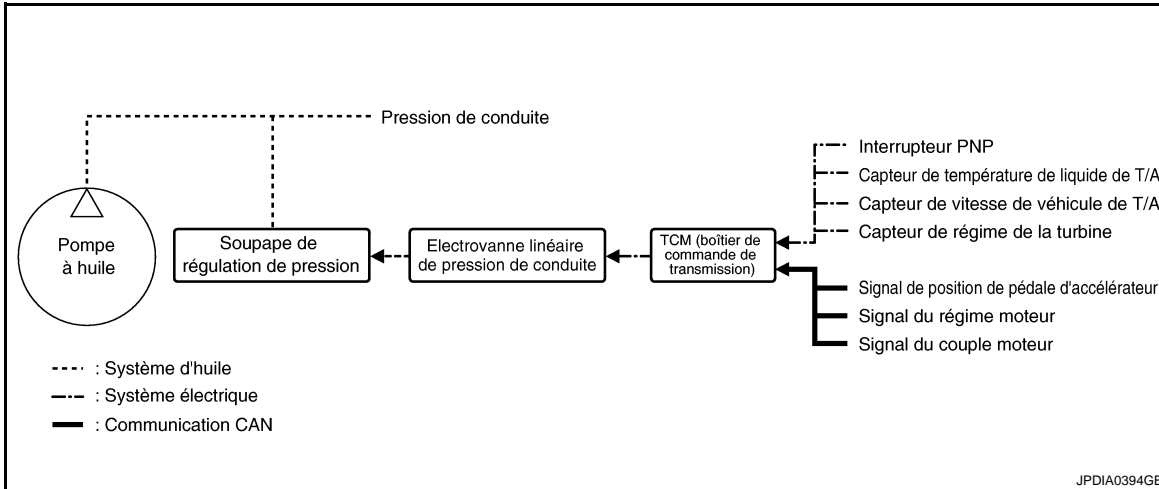 Pression de conduite
Interrupteur PNP
Capteur de température de liquide de T/A
Capteur de vitesse de véhicule de T/A
Capteur de régime de la turbine
Pompe
à huile
Soupape de
régulation de pression
Electrovanne linéaire
de pression de conduite
TCM (boîtier de
commande de
transmission)
Signal de position de pédale d'accélérateur
Signal du régime moteur
Signal du couple moteur
: Système d'huile
: Système électrique
: Communication CAN
JPDIA0394GB